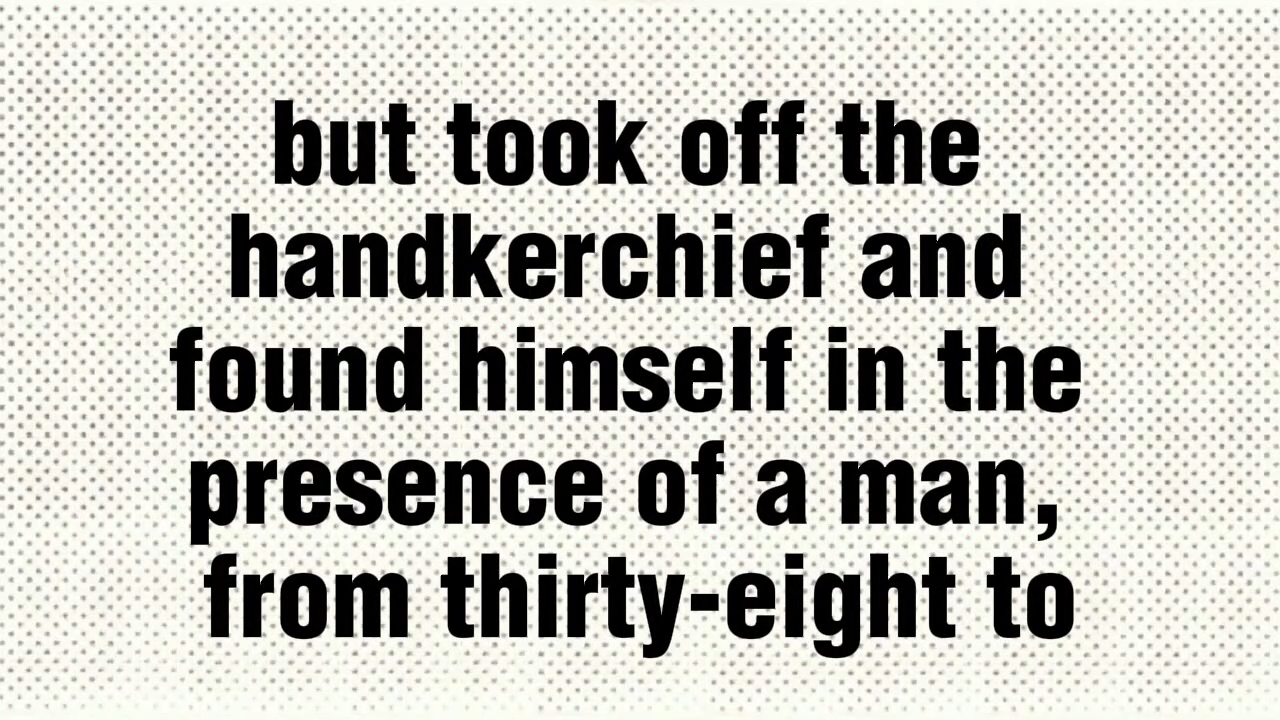 but took off the
handkerchief and
found himself in the
presence of a man,
from thirty-eight to